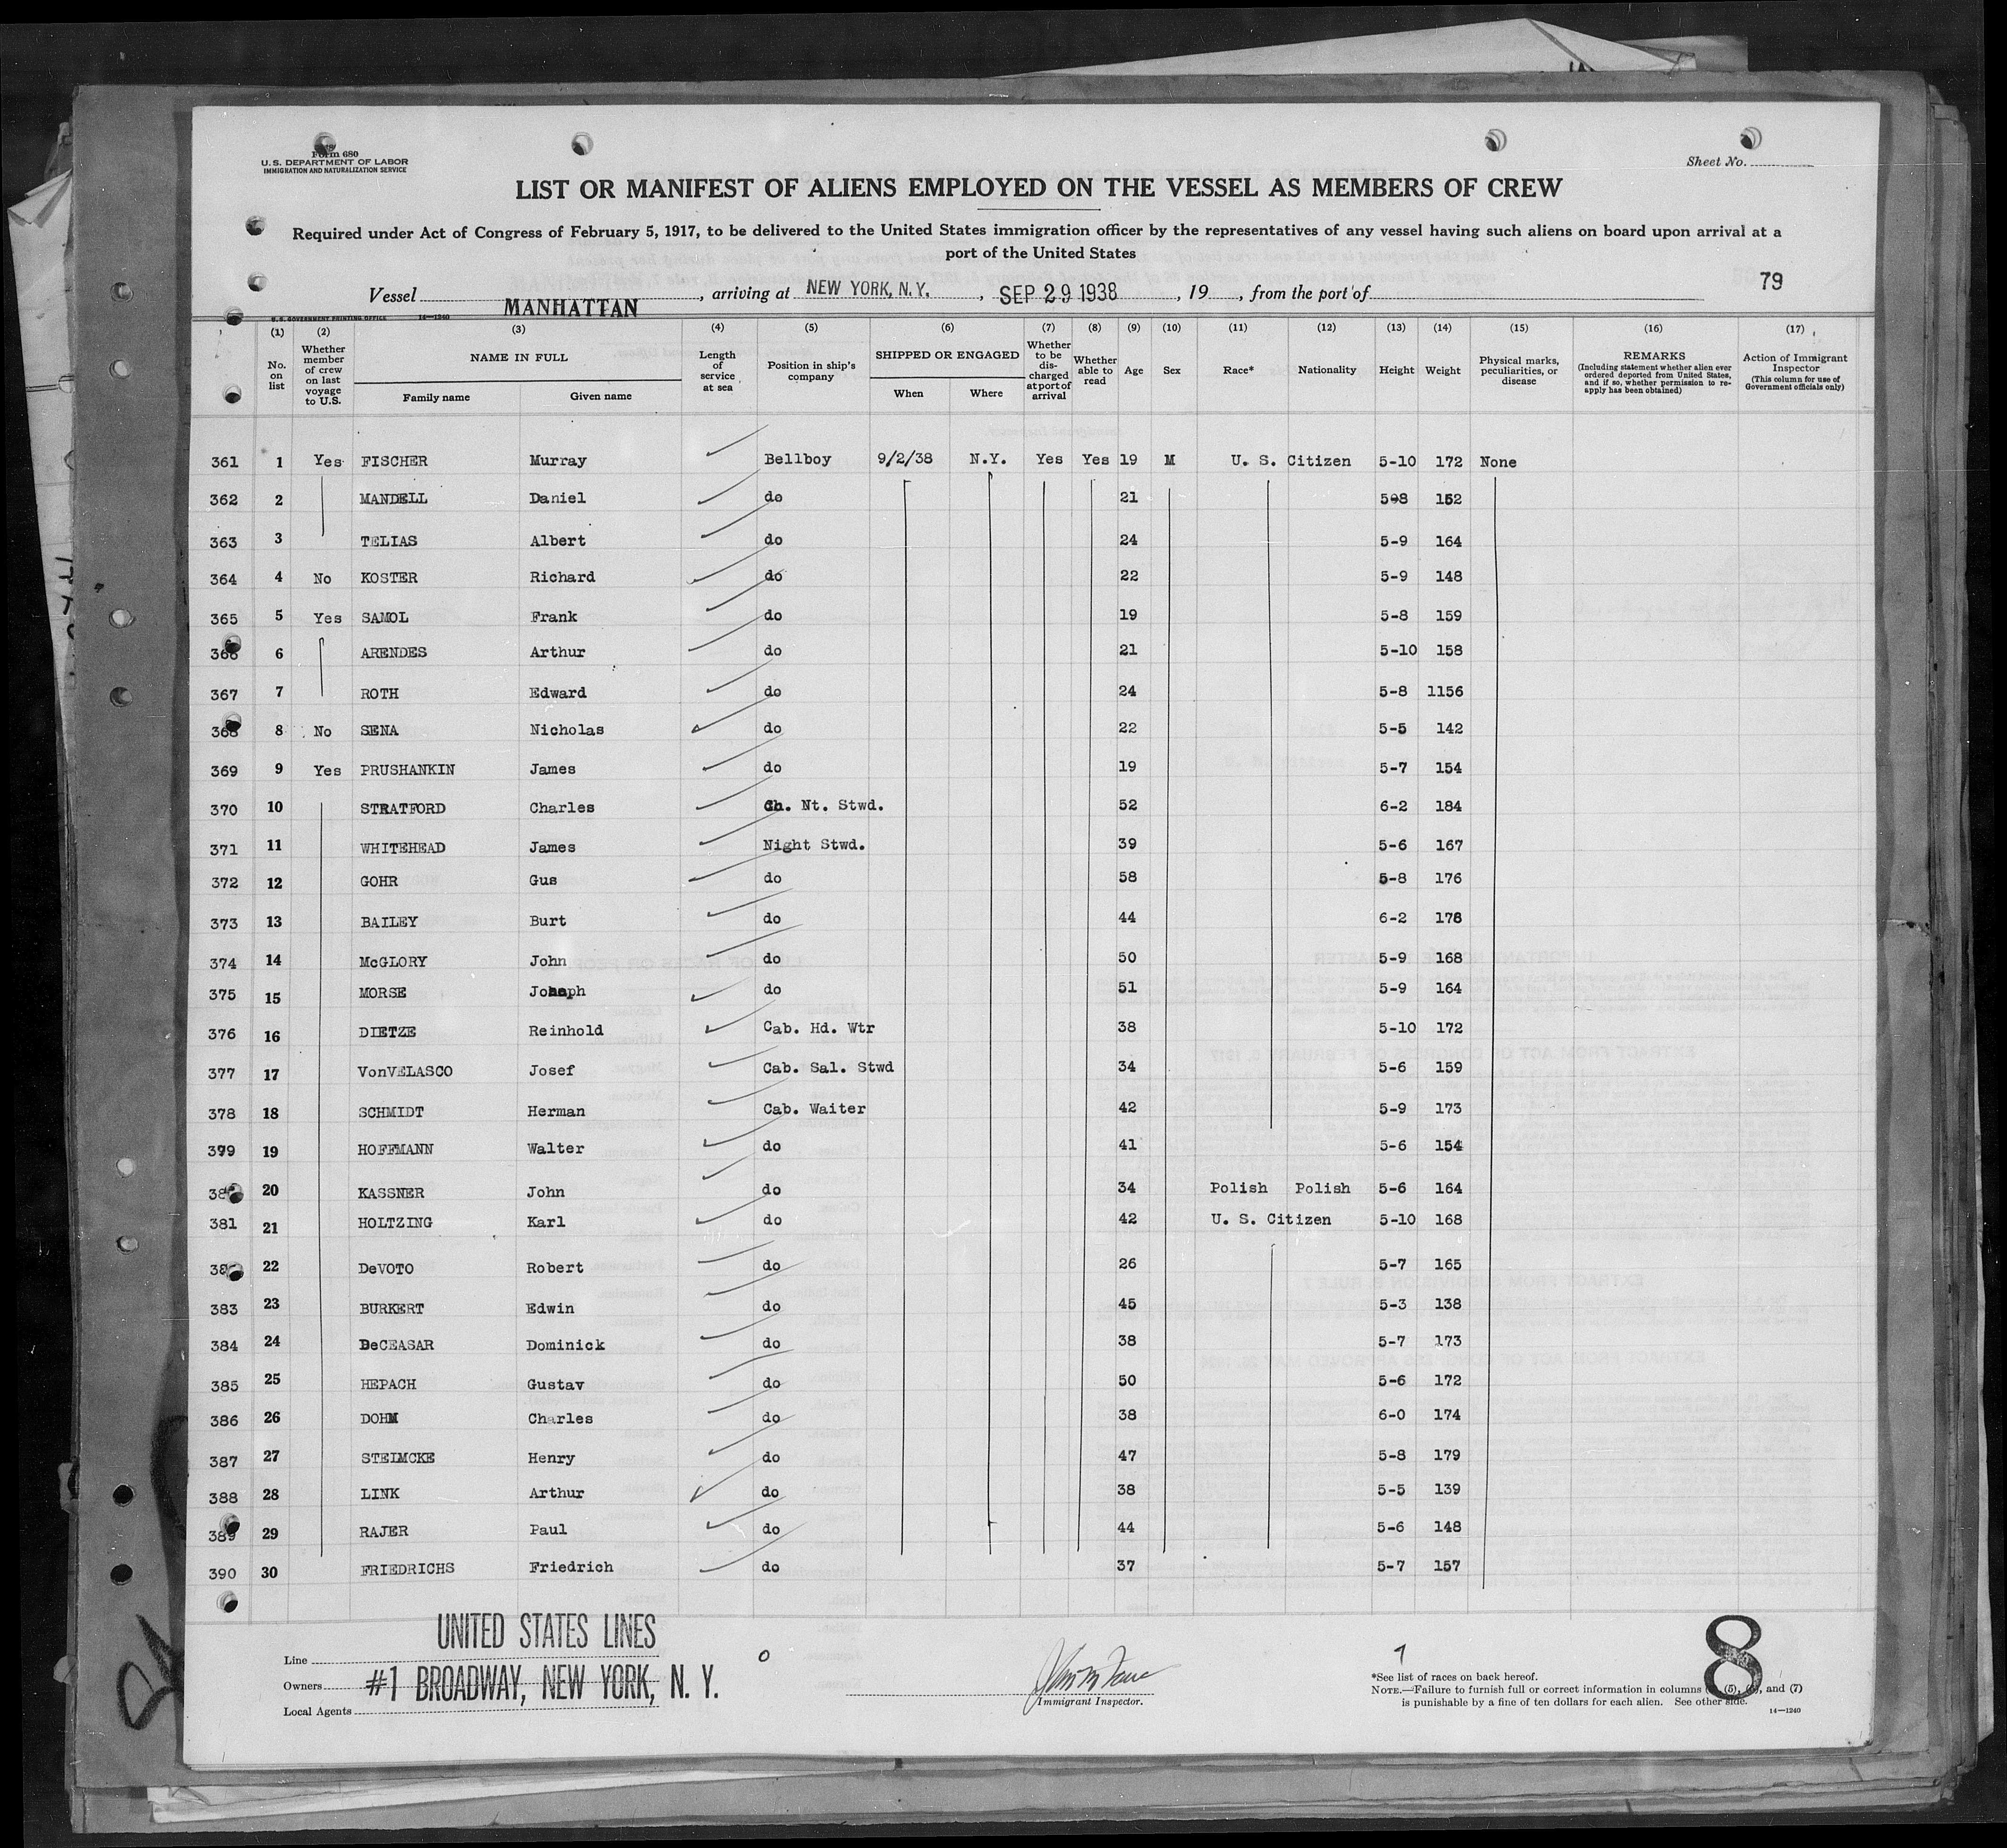 Form 680
U. S. DEPARTMENT OF LABOR
IMMIGRATION AND NATURALIZATION SERVICE
Sheet No.
LIST OR MANIFEST OF ALIENS EMPLOYED ON THE VESSEL AS MEMBERS OF CREW
Required under Act of Congress of February 5, 1917, to be delivered to the United States immigration officer by the representatives of any vessel having such aliens on board upon arrival at a
port of the United States
79
Vessel MANHATTAN, arriving at NEW YORK, N.Y., SEP 29 1938, 19, from the port of
U. S. GOVERNMENT PRINTING OFFICE 14—1240
(1) (2) (3) (4) (5) (6) (7) (8) (9) (10) (11) (12) (13) (14) (15) (16) (17)
No. on list
Whether member of crew on last voyage to U.S.
NAME IN FULL
Family name
Given name
Length of service at sea
Position in ship's company
SHIPPED OR ENGAGED
When
Where
Whether to be discharged at port of arrival
Whether able to read
Age
Sex
Race*
Nationality
Height
Weight
Physical marks, peculiarities, or disease
REMARKS
(Including statement whether alien ever ordered deported from United States, and if so, whether permission to reapply has been obtained)
Action of Immigrant Inspector
(This column for use of Government officials only)
361 1 Yes FISCHER Murray Bellboy 9/2/38 N.Y. Yes Yes 19 M U. S. Citizen 5-10 172 None
362 2 MANDELL Daniel do 21 5-8 152
363 3 TELIAS Albert do 24 5-9 164
364 4 No KOSTER Richard do 22 5-9 148
365 5 Yes SAMOL Frank do 19 5-8 159
366 6 ARENDES Arthur do 21 5-10 158
367 7 ROTH Edward do 24 5-8 1156
368 8 No SENA Nicholas do 22 5-5 142
369 9 Yes PRUSHANKIN James do 19 5-7 154
370 10 STRATFORD Charles Ch. Nt. Stwd. 52 6-2 184
371 11 WHITEHEAD James Night Stwd. 39 5-6 167
372 12 GOHR Gus do 58 5-8 176
373 13 BAILEY Burt do 44 6-2 178
374 14 McGLORY John do 50 5-9 168
375 15 MORSE Joseph do 51 5-9 164
376 16 DIETZE Reinhold Cab. Hd. Wtr 38 5-10 172
377 17 VonVELASCO Josef Cab. Sal. Stwd 34 5-6 159
378 18 SCHMIDT Herman Cab. Waiter 42 5-9 173
379 19 HOFFMANN Walter do 41 5-6 154
20 KASSNER John do 34 Polish Polish 5-6 164
381 21 HOLTZING Karl do 42 U. S. Citizen 5-10 168
22 DeVOTO Robert do 26 5-7 165
383 23 BURKERT Edwin do 45 5-3 138
384 24 DeCEASAR Dominick do 38 5-7 173
385 25 HEPACH Gustav do 50 5-6 172
386 26 DOHM Charles do 38 6-0 174
387 27 STEIMCKE Henry do 47 5-8 179
388 28 LINK Arthur do 38 5-5 139
389 29 RAJER Paul do 44 5-6 148
390 30 FRIEDRICHS Friedrich do 37 5-7 157
Line UNITED STATES LINES
Owners #1 BROADWAY, NEW YORK, N. Y.
Local Agents
0
Immigrant Inspector.
*See list of races on back hereof.
NOTE.—Failure to furnish full or correct information in columns (5), and (7)
is punishable by a fine of ten dollars for each alien. See other side.
14—1240
8